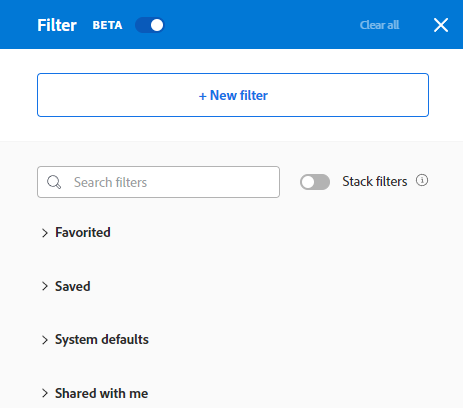 Filter BETA Clear all
+ New filter
Search filters Stack filters
Favorited
Saved
System defaults
Shared with me